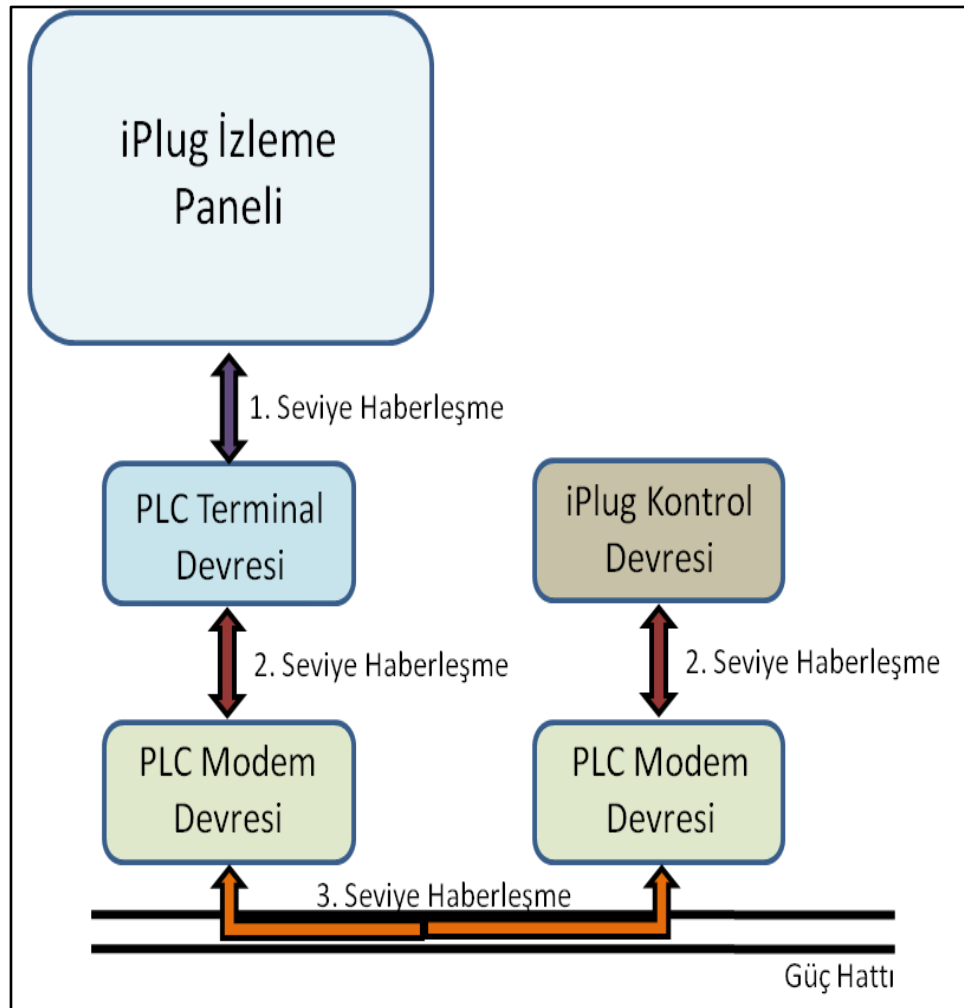 iPlug İzleme
Paneli
1. Seviye Haberleşme
PLC Terminal
Devresi
iPlug Kontrol
Devresi
2. Seviye Haberleşme
2. Seviye Haberleşme
PLC Modem
Devresi
PLC Modem
Devresi
3. Seviye Haberleşme
Güç Hattı